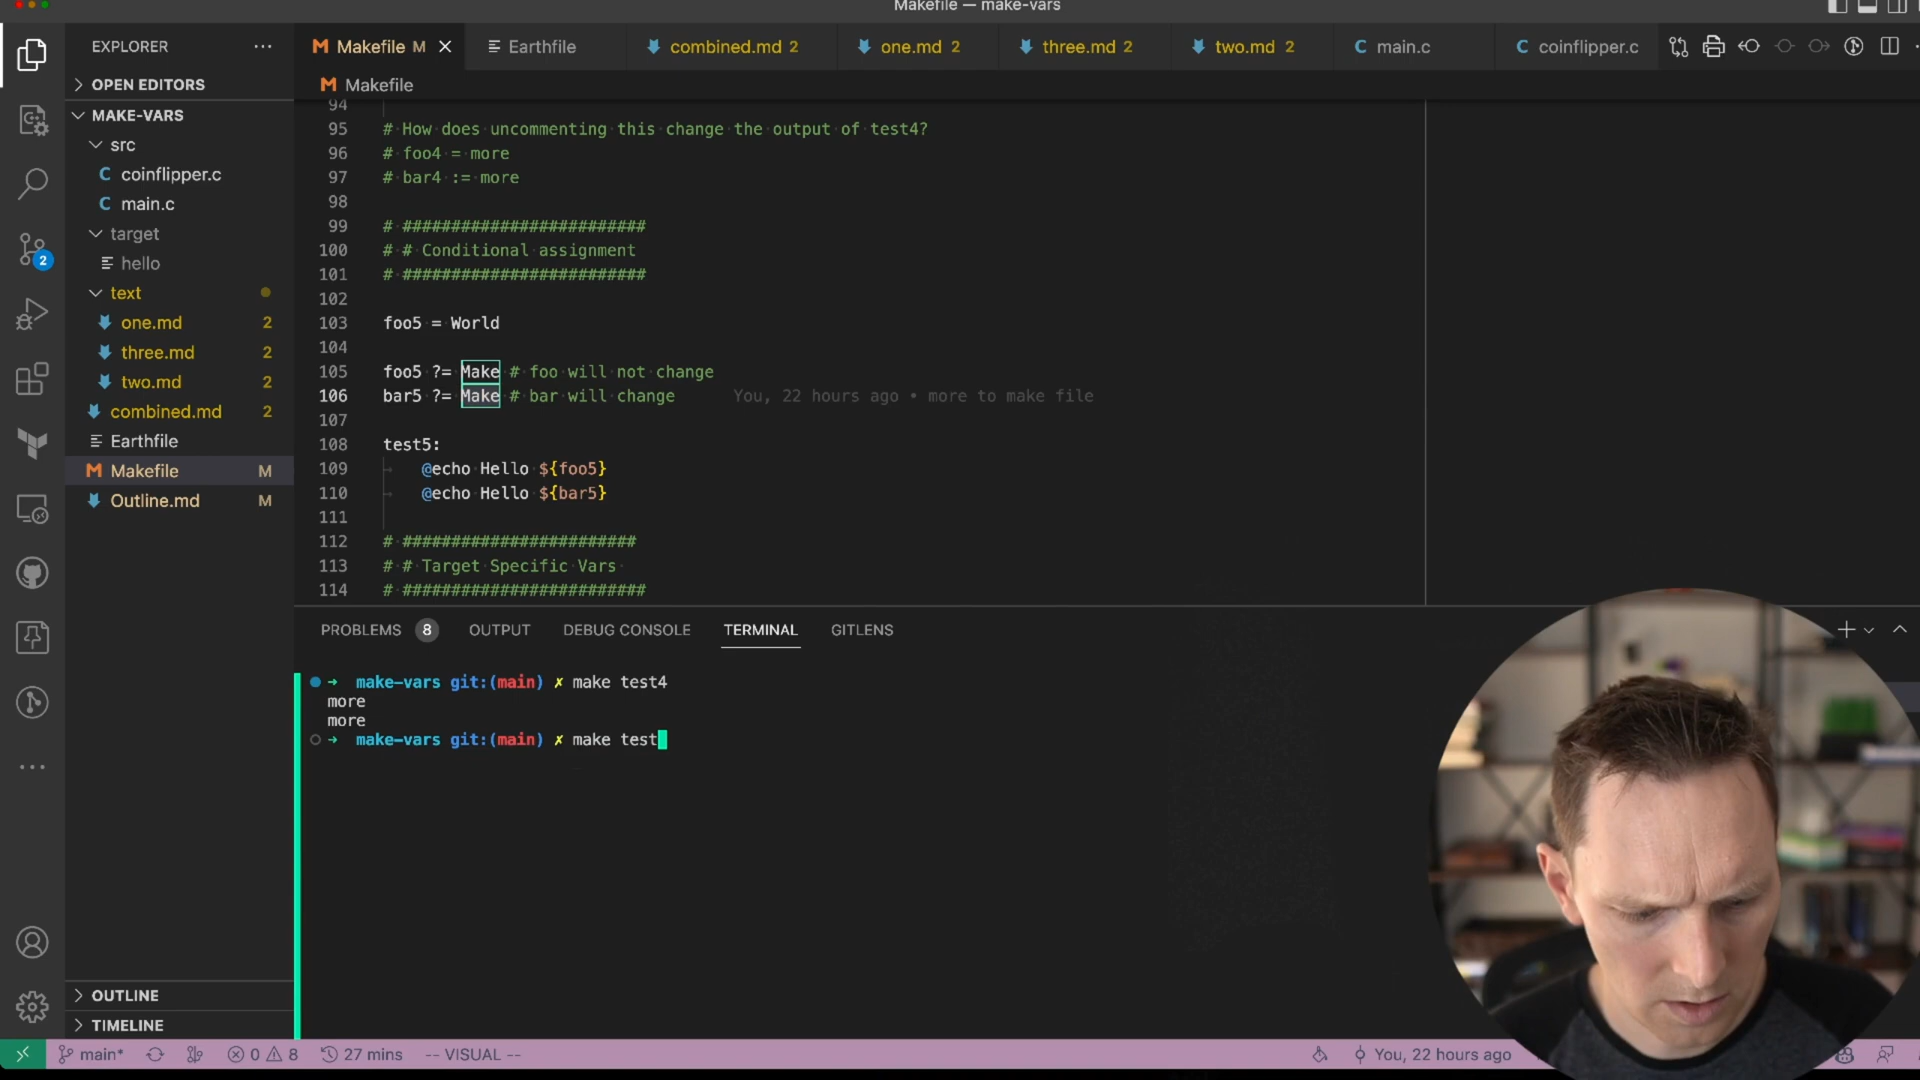 Makefile — make-vars
EXPLORER
Makefile M
Earthfile
combined.md 2
one.md 2
three.md 2
two.md 2
main.c
coinflipper.c
OPEN EDITORS
MAKE-VARS
src
coinflipper.c
main.c
target
hello
text
one.md 2
three.md 2
two.md 2
combined.md 2
Earthfile
Makefile M
Outline.md M
OUTLINE
TIMELINE
2
Makefile
94
95 # How does uncommenting this change the output of test4?
96 # foo4 = more
97 # bar4 := more
98
99 # #########################
100 # # Conditional assignment
101 # #########################
102
103 foo5 = World
104
105 foo5 ?= Make # foo will not change
106 bar5 ?= Make # bar will change You, 22 hours ago • more to make file
107
108 test5:
109 @echo Hello ${foo5}
110 @echo Hello ${bar5}
111
112 # ########################
113 # # Target Specific Vars
114 # #########################
PROBLEMS 8 OUTPUT DEBUG CONSOLE TERMINAL GITLENS
➜ make-vars git:(main) ✗ make test4
more
more
➜ make-vars git:(main) ✗ make test
main* 0 8 27 mins -- VISUAL -- You, 22 hours ago